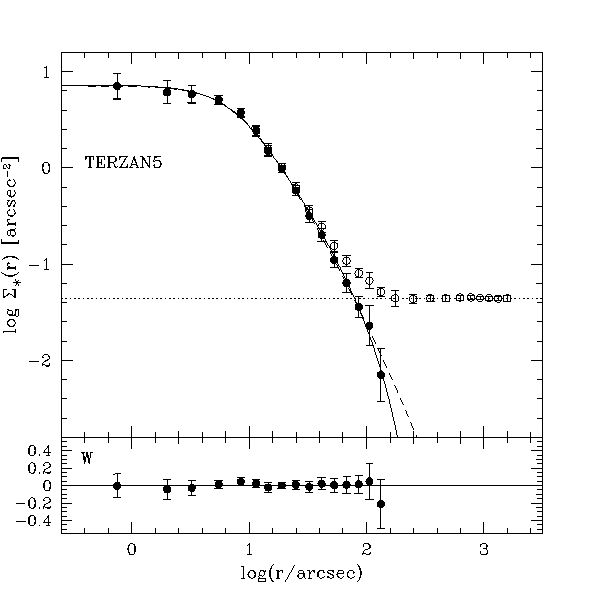 1
0
−1
−2
log Σ*(r) [arcsec⁻²]
TERZAN5
W
0.4
0.2
0
−0.2
−0.4
0 1 2 3
log(r/arcsec)